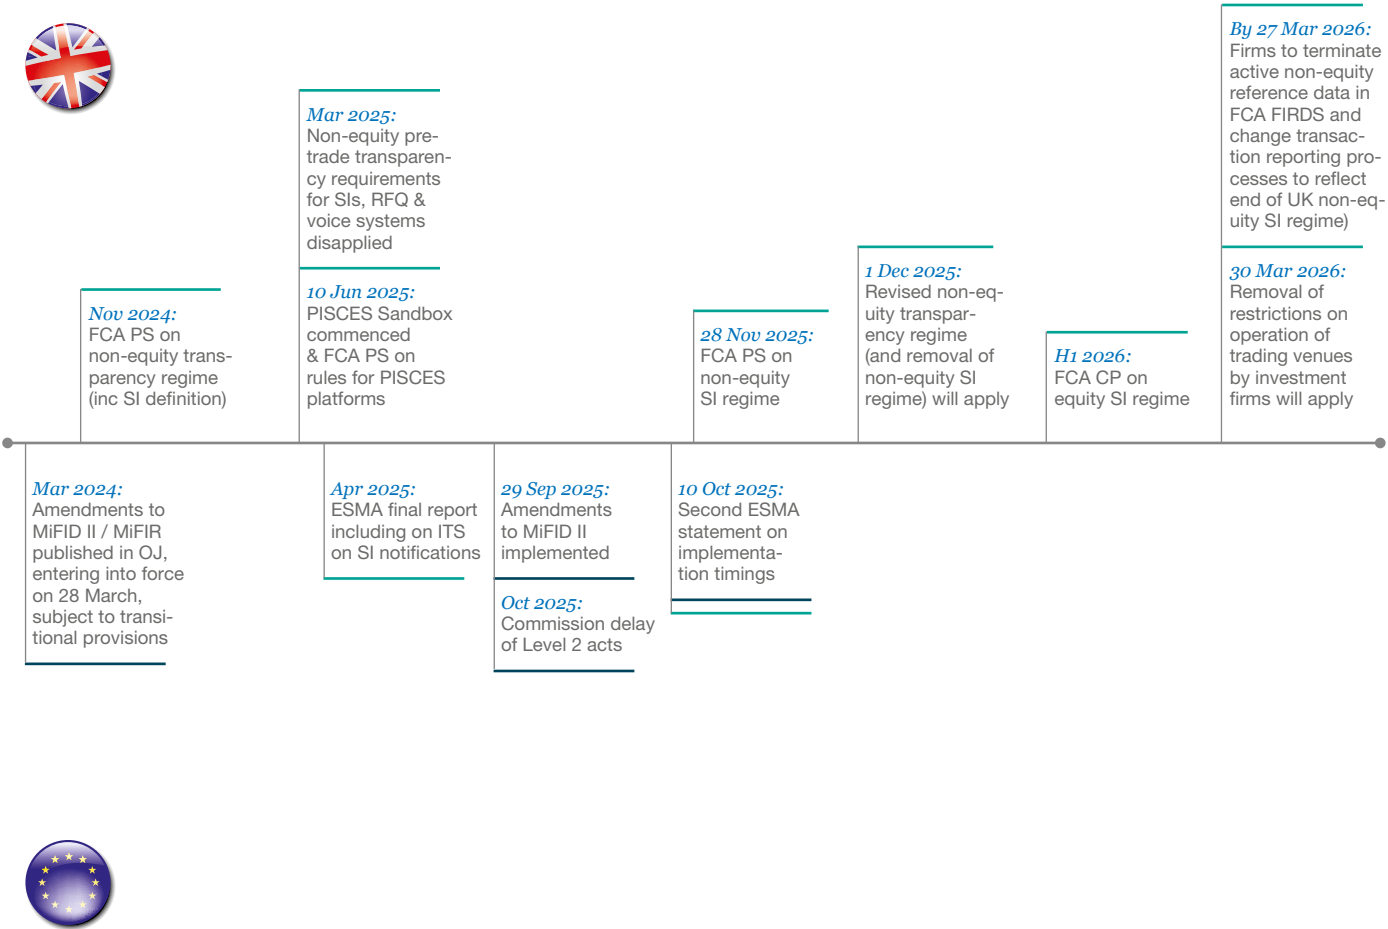 Nov 2024:
FCA PS on
non-equity trans-
parency regime
(inc SI definition)
Mar 2025:
Non-equity pre-
trade transparen-
cy requirements
for SIs, RFQ &
voice systems
disapplied
10 Jun 2025:
PISCES Sandbox
commenced
& FCA PS on
rules for PISCES
platforms
28 Nov 2025:
FCA PS on
non-equity
SI regime
1 Dec 2025:
Revised non-eq-
uity transpar-
ency regime
(and removal of
non-equity SI
regime) will apply
H1 2026:
FCA CP on
equity SI regime
By 27 Mar 2026:
Firms to terminate
active non-equity
reference data in
FCA FIRDS and
change transac-
tion reporting pro-
cesses to reflect
end of UK non-eq-
uity SI regime)
30 Mar 2026:
Removal of
restrictions on
operation of
trading venues
by investment
firms will apply
Mar 2024:
Amendments to
MiFID II / MiFIR
published in OJ,
entering into force
on 28 March,
subject to transi-
tional provisions
Apr 2025:
ESMA final report
including on ITS
on SI notifications
29 Sep 2025:
Amendments
to MiFID II
implemented
Oct 2025:
Commission delay
of Level 2 acts
10 Oct 2025:
Second ESMA
statement on
implementa-
tion timings